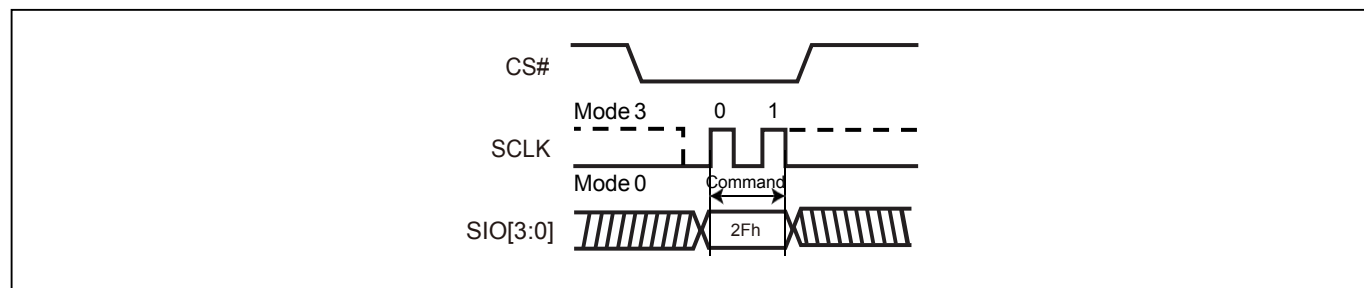 CS#
Mode 3 0 1
SCLK
Mode 0 Command
SIO[3:0] 2Fh